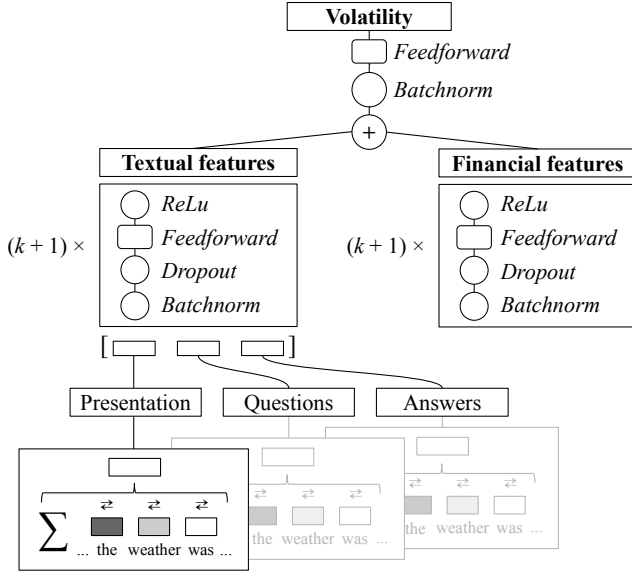 Volatility
Feedforward
Batchnorm
+
Textual features
Financial features
(k + 1) ×
ReLu
Feedforward
Dropout
Batchnorm
(k + 1) ×
ReLu
Feedforward
Dropout
Batchnorm
[ ]
Presentation
Questions
Answers
∑ ... the weather was ...
the weather was ...
the weather was ...